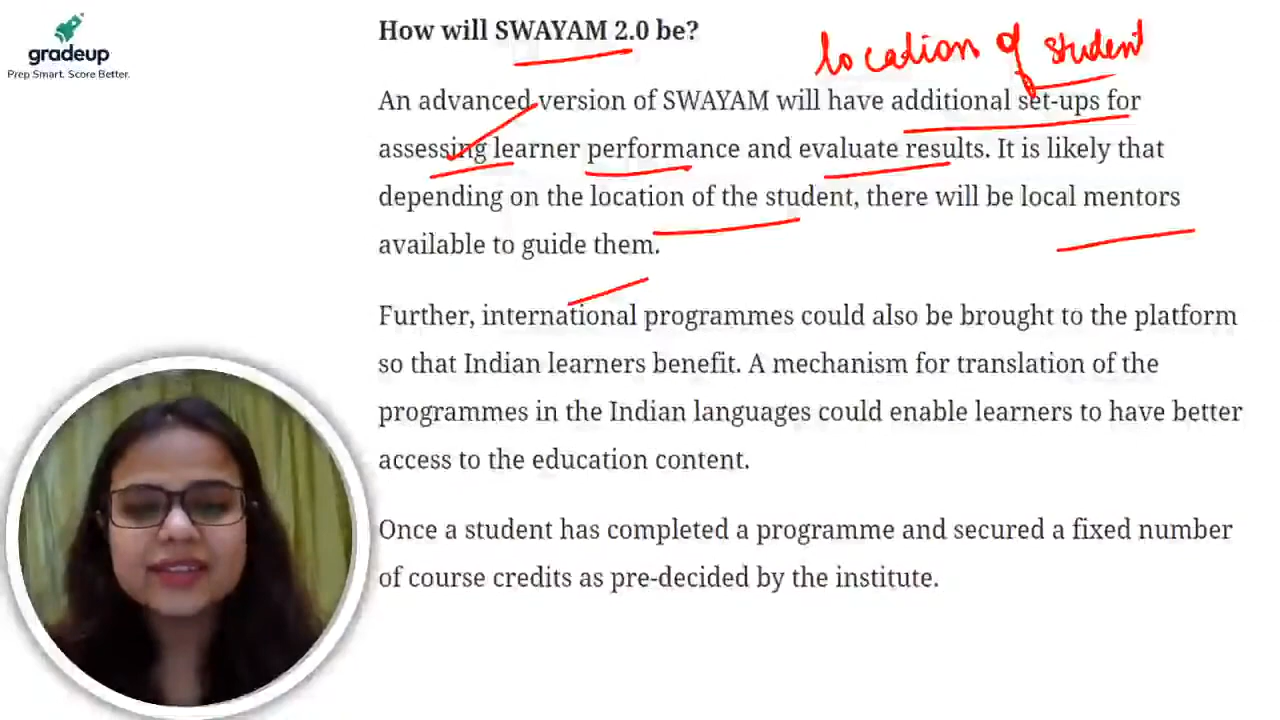 gradeup
Prep Smart. Score Better.
How will SWAYAM 2.0 be?
location of student
An advanced version of SWAYAM will have additional set-ups for
assessing learner performance and evaluate results. It is likely that
depending on the location of the student, there will be local mentors
available to guide them.
Further, international programmes could also be brought to the platform
so that Indian learners benefit. A mechanism for translation of the
programmes in the Indian languages could enable learners to have better
access to the education content.
Once a student has completed a programme and secured a fixed number
of course credits as pre-decided by the institute.